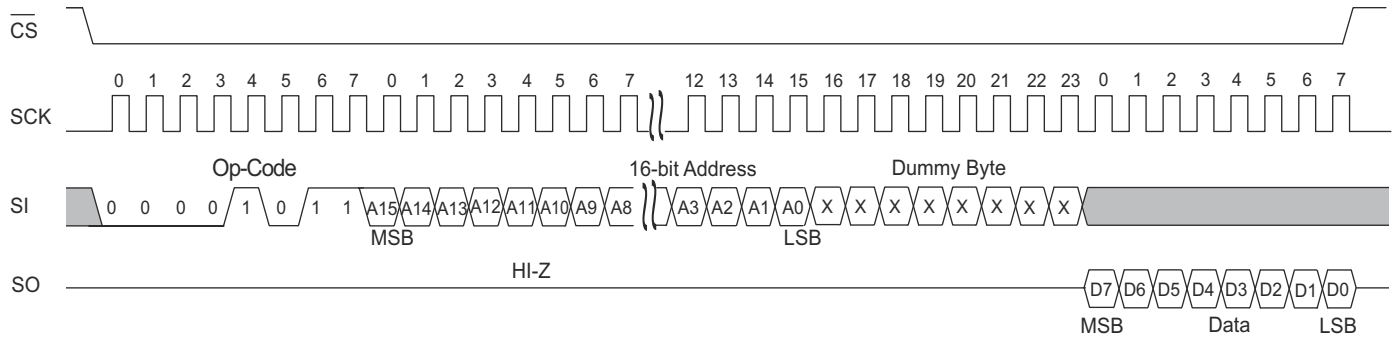 CS
0 1 2 3 4 5 6 7 0 1 2 3 4 5 6 7 12 13 14 15 16 17 18 19 20 21 22 23 0 1 2 3 4 5 6 7
SCK
Op-Code 16-bit Address Dummy Byte
SI 0 0 0 0 1 0 1 1 A15 A14 A13 A12 A11 A10 A9 A8 A3 A2 A1 A0 X X X X X X X X
MSB LSB
HI-Z
SO D7 D6 D5 D4 D3 D2 D1 D0
MSB Data LSB